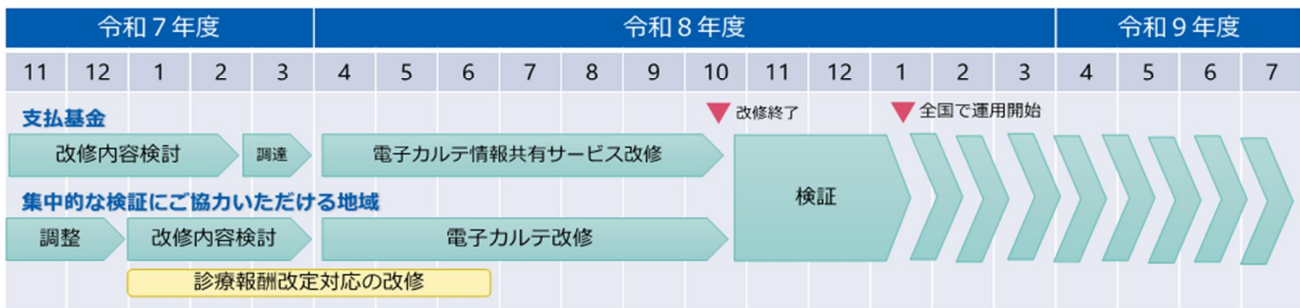 令和7年度 令和8年度 令和9年度
11 12 1 2 3 4 5 6 7 8 9 10 11 12 1 2 3 4 5 6 7
支払基金 改修終了 全国で運用開始
改修内容検討 調達 電子カルテ情報共有サービス改修
検証
集中的な検証にご協力いただける地域
調整 改修内容検討 電子カルテ改修
診療報酬改定対応の改修